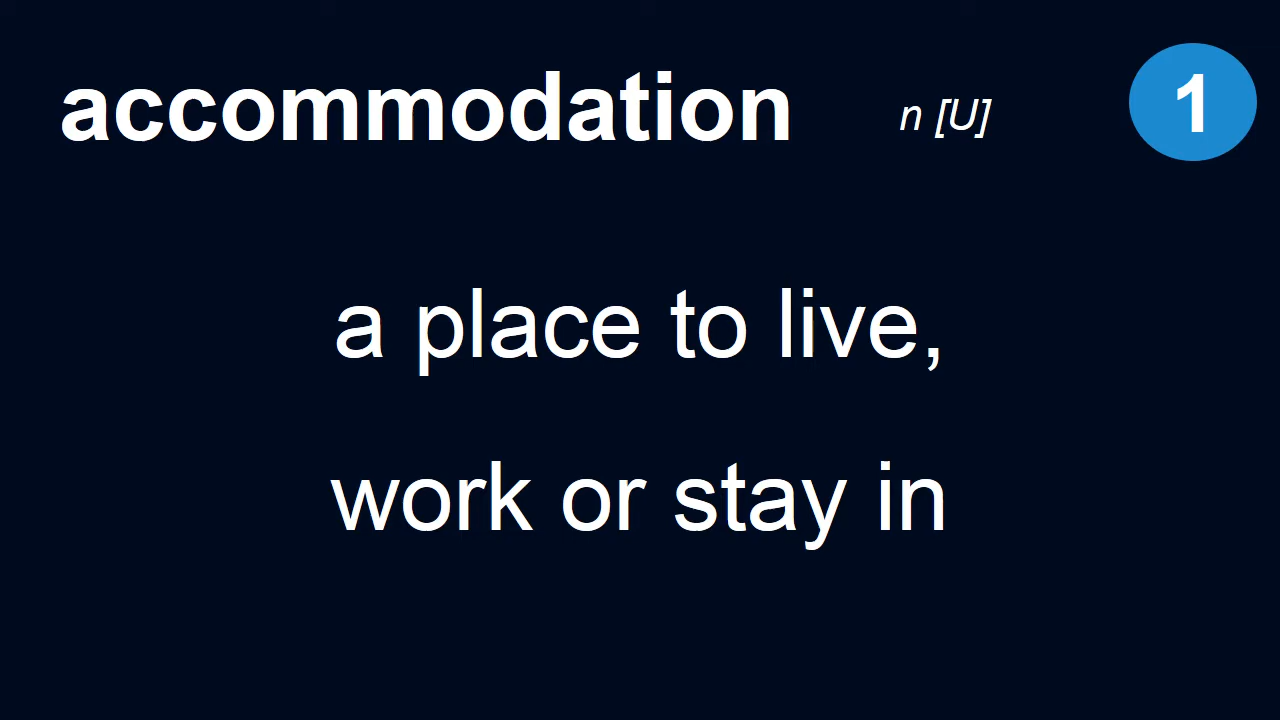 accommodation n [U] 1
a place to live,
work or stay in